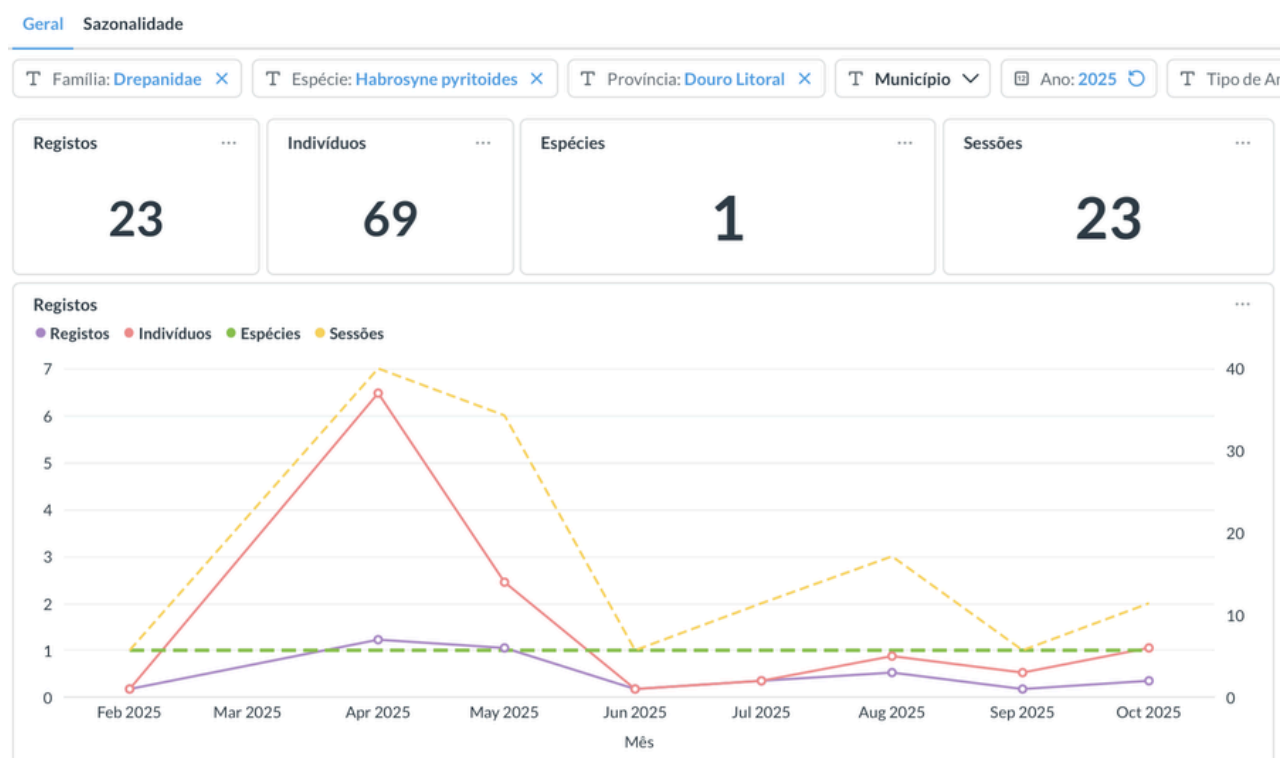 Geral Sazonalidade
Família: Drepanidae Espécie: Habrosyne pyritoides Província: Douro Litoral Município Ano: 2025 Tipo de
Registos Indivíduos Espécies Sessões
23 69 1 23
Registos
Registos Indivíduos Espécies Sessões
7 40
6
5 30
4
3 20
2 10
1
0 0
Feb 2025 Mar 2025 Apr 2025 May 2025 Jun 2025 Jul 2025 Aug 2025 Sep 2025 Oct 2025
Mês